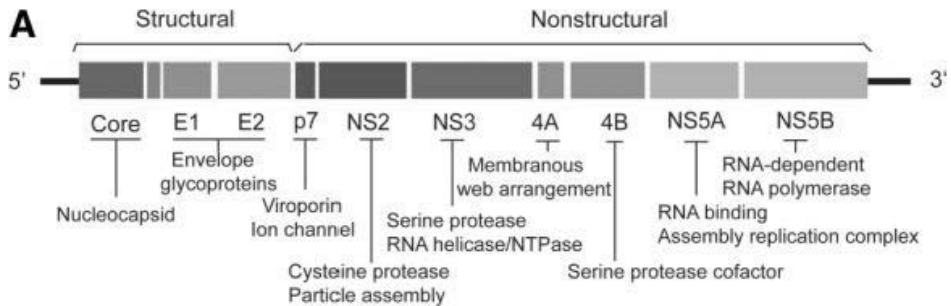 A
Structural Nonstructural
5‘ 3‘
Core E1 E2 p7 NS2 NS3 4A 4B NS5A NS5B
Envelope
glycoproteins
Membranous
web arrangement
RNA-dependent
RNA polymerase
Nucleocapsid
Viroporin
Ion channel
Serine protease
RNA helicase/NTPase
RNA binding
Assembly replication complex
Cysteine protease
Particle assembly
Serine protease cofactor